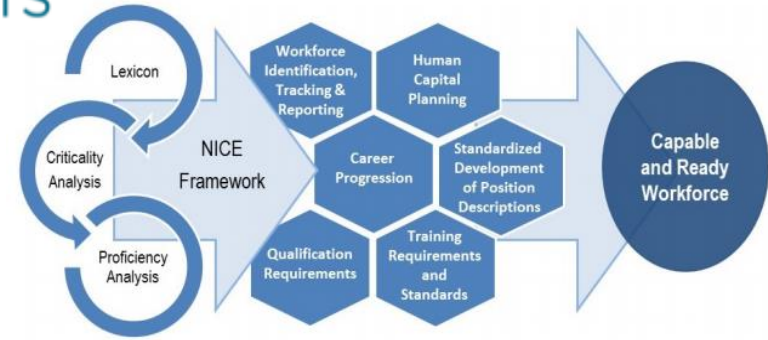 Lexicon
Criticality
Analysis
Proficiency
Analysis
NICE
Framework
Workforce
Identification,
Tracking &
Reporting
Human
Capital
Planning
Career
Progression
Standardized
Development
of Position
Descriptions
Qualification
Requirements
Training
Requirements
and
Standards
Capable
and Ready
Workforce